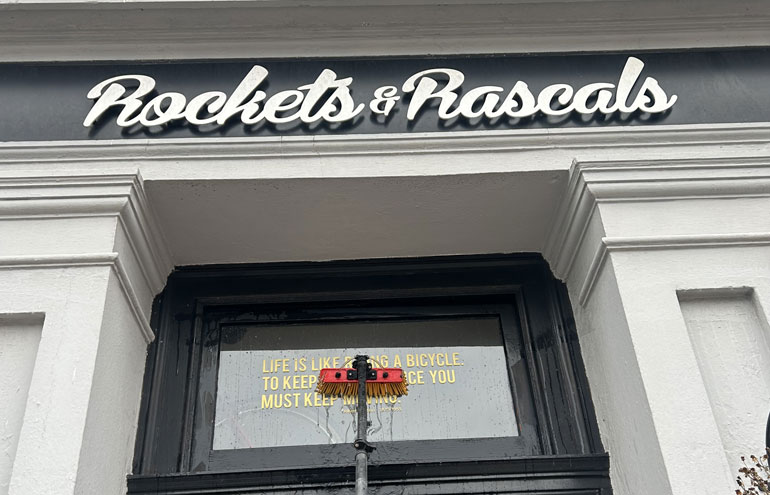 Rockets & Rascals
LIFE IS LIKE A BICYCLE.
TO KEEP YOU
MUST KEEP